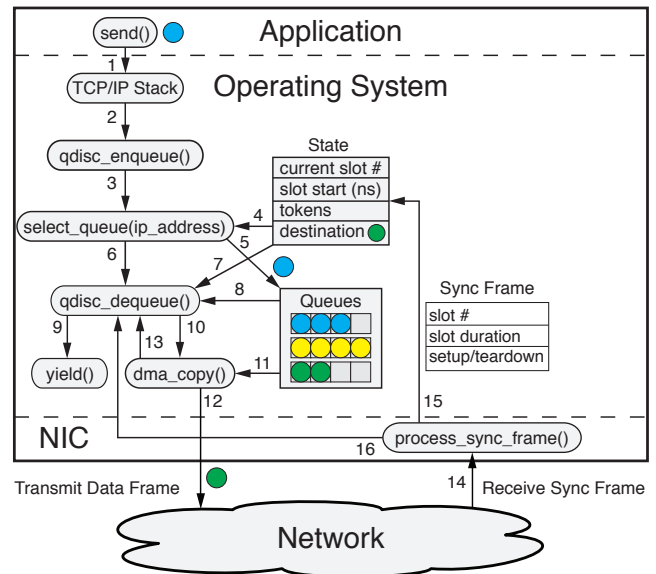 send()
Application
1
TCP/IP Stack
Operating System
2
qdisc_enqueue()
State
current slot #
slot start (ns)
tokens
destination
3
4
select_queue(ip_address)
5
6
7
qdisc_dequeue()
8
Queues
Sync Frame
slot #
slot duration
setup/teardown
9
10
13
yield()
dma_copy()
11
12
15
NIC
16
process_sync_frame()
Transmit Data Frame
14
Receive Sync Frame
Network